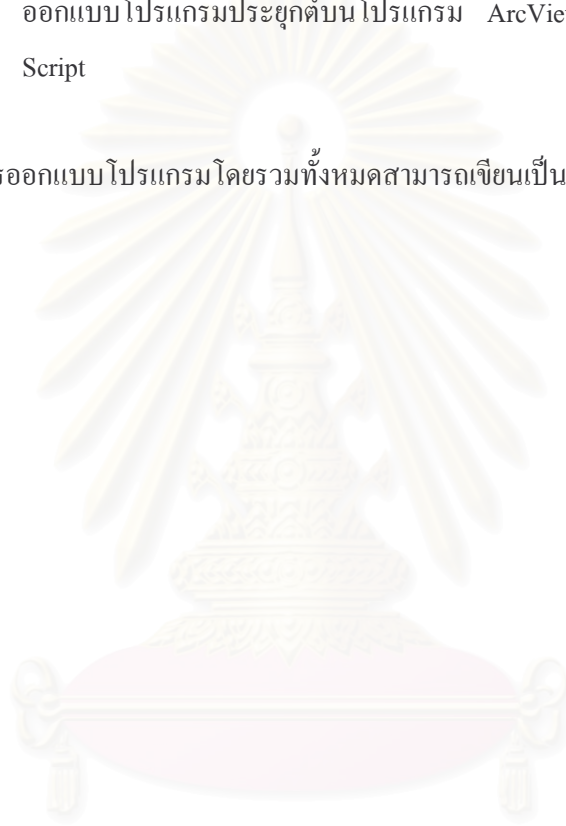 ออกแบบโปรแกรมประยุกต์บนโปรแกรม ArcVie
Script
รออกแบบโปรแกรมโดยรวมทั้งหมดสามารถเขียนเป็น